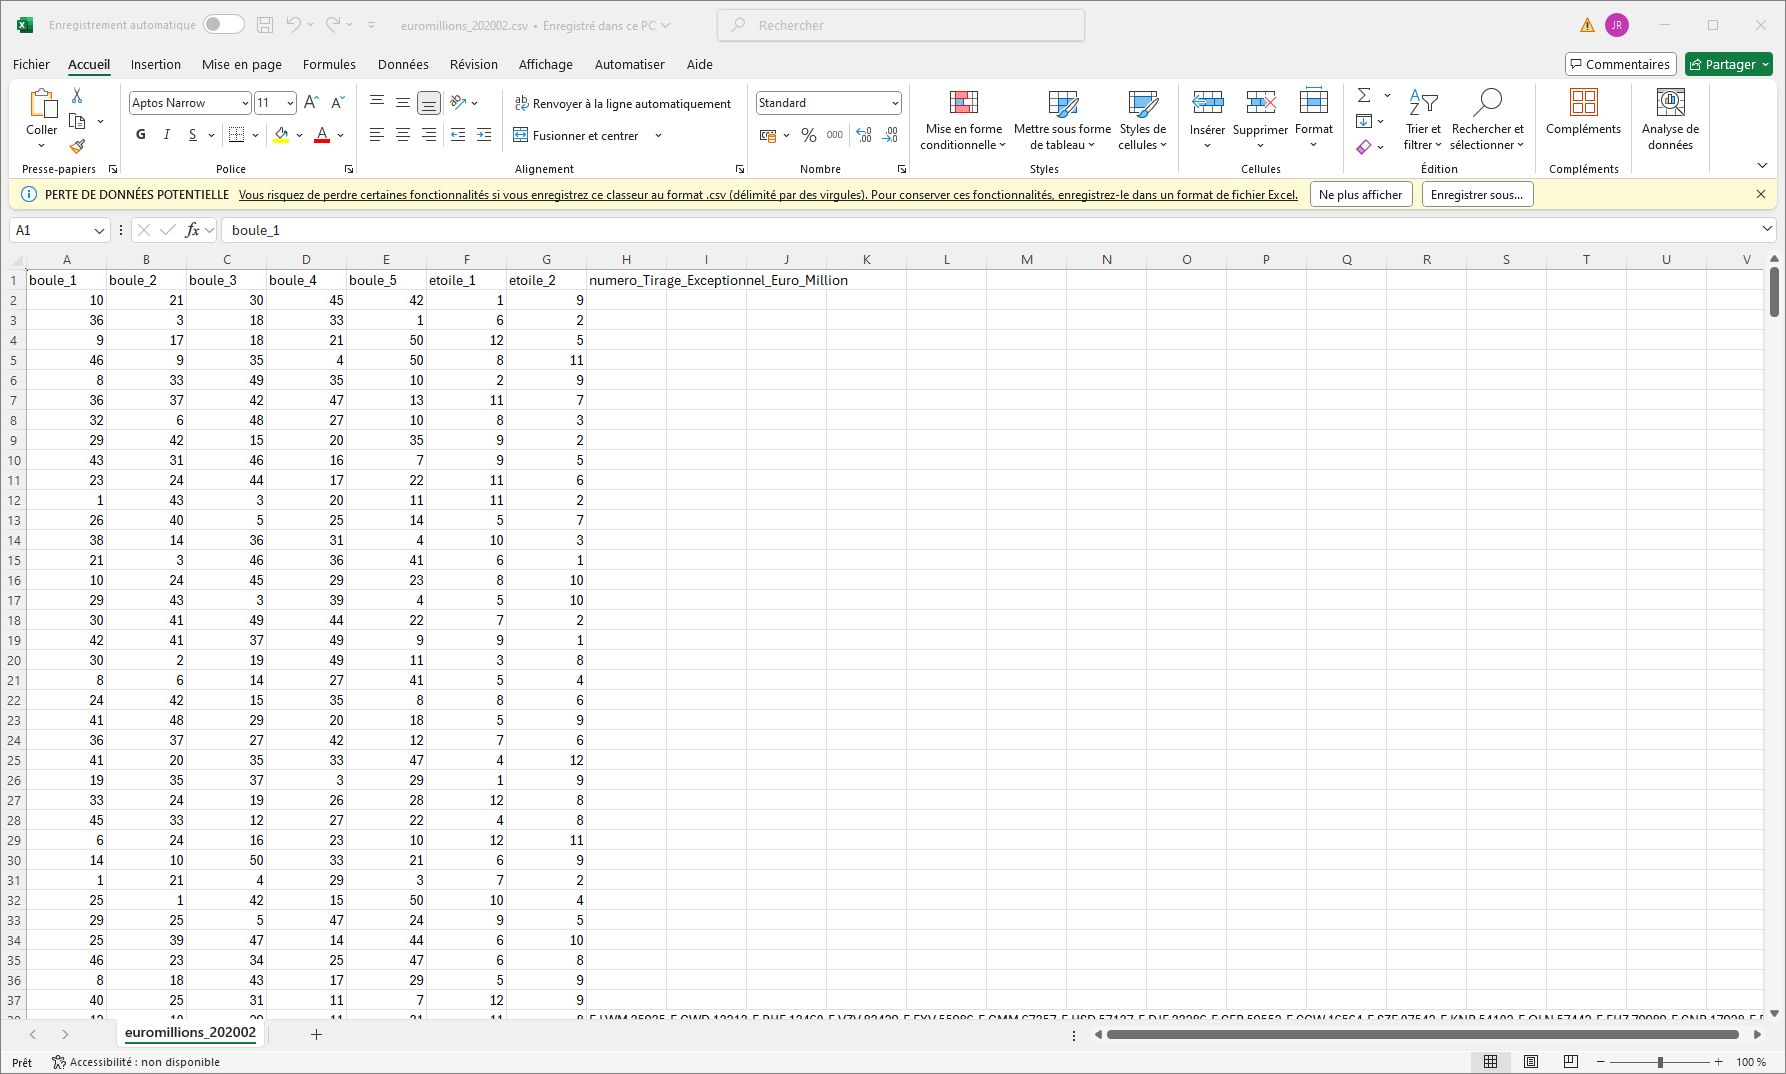 Enregistrement automatique euromillions_202002.csv • Enregistré dans ce PC Rechercher JR
Fichier Accueil Insertion Mise en page Formules Données Révision Affichage Automatiser Aide Commentaires Partager
Coller
Presse-papiers
Aptos Narrow 11
G I S A
Police
Renvoyer à la ligne automatiquement
Fusionner et centrer
Alignement
Standard
% 000
Nombre
Mise en forme conditionnelle
Mettre sous forme de tableau
Styles de cellules
Styles
Insérer Supprimer Format
Cellules
Trier et filtrer
Rechercher et sélectionner
Édition
Compléments
Compléments
Analyse de données
PERTE DE DONNÉES POTENTIELLE Vous risquez de perdre certaines fonctionnalités si vous enregistrez ce classeur au format .csv (délimité par des virgules). Pour conserver ces fonctionnalités, enregistrez-le dans un format de fichier Excel. Ne plus afficher Enregistrer sous...
A1 fx boule_1
A B C D E F G H I J K L M N O P Q R S T U V
1 boule_1 boule_2 boule_3 boule_4 boule_5 etoile_1 etoile_2 numero_Tirage_Exceptionnel_Euro_Million
2 10 21 30 45 42 1 9
3 36 3 18 33 1 6 2
4 9 17 18 21 50 12 5
5 46 9 35 4 50 8 11
6 8 33 49 35 10 2 9
7 36 37 42 47 13 11 7
8 32 6 48 27 10 8 3
9 29 42 15 20 35 9 2
10 43 31 46 16 7 9 5
11 23 24 44 17 22 11 6
12 1 43 3 20 11 11 2
13 26 40 5 25 14 5 7
14 38 14 36 31 4 10 3
15 21 3 46 36 41 6 1
16 10 24 45 29 23 8 10
17 29 43 3 39 4 5 10
18 30 41 49 44 22 7 2
19 42 41 37 49 9 9 1
20 30 2 19 49 11 3 8
21 8 6 14 27 41 5 4
22 24 42 15 35 8 8 6
23 41 48 29 20 18 5 9
24 36 37 27 42 12 7 6
25 41 20 35 33 47 4 12
26 19 35 37 3 29 1 9
27 33 24 19 26 28 12 8
28 45 33 12 27 22 4 8
29 6 24 16 23 10 12 11
30 14 10 50 33 21 6 9
31 1 21 4 29 3 7 2
32 25 1 42 15 50 10 4
33 29 25 5 47 24 9 5
34 25 39 47 14 44 6 10
35 46 23 34 25 47 6 8
36 8 18 43 17 29 5 9
37 40 25 31 11 7 12 9
euromillions_202002
Prêt Accessibilité : non disponible 100 %